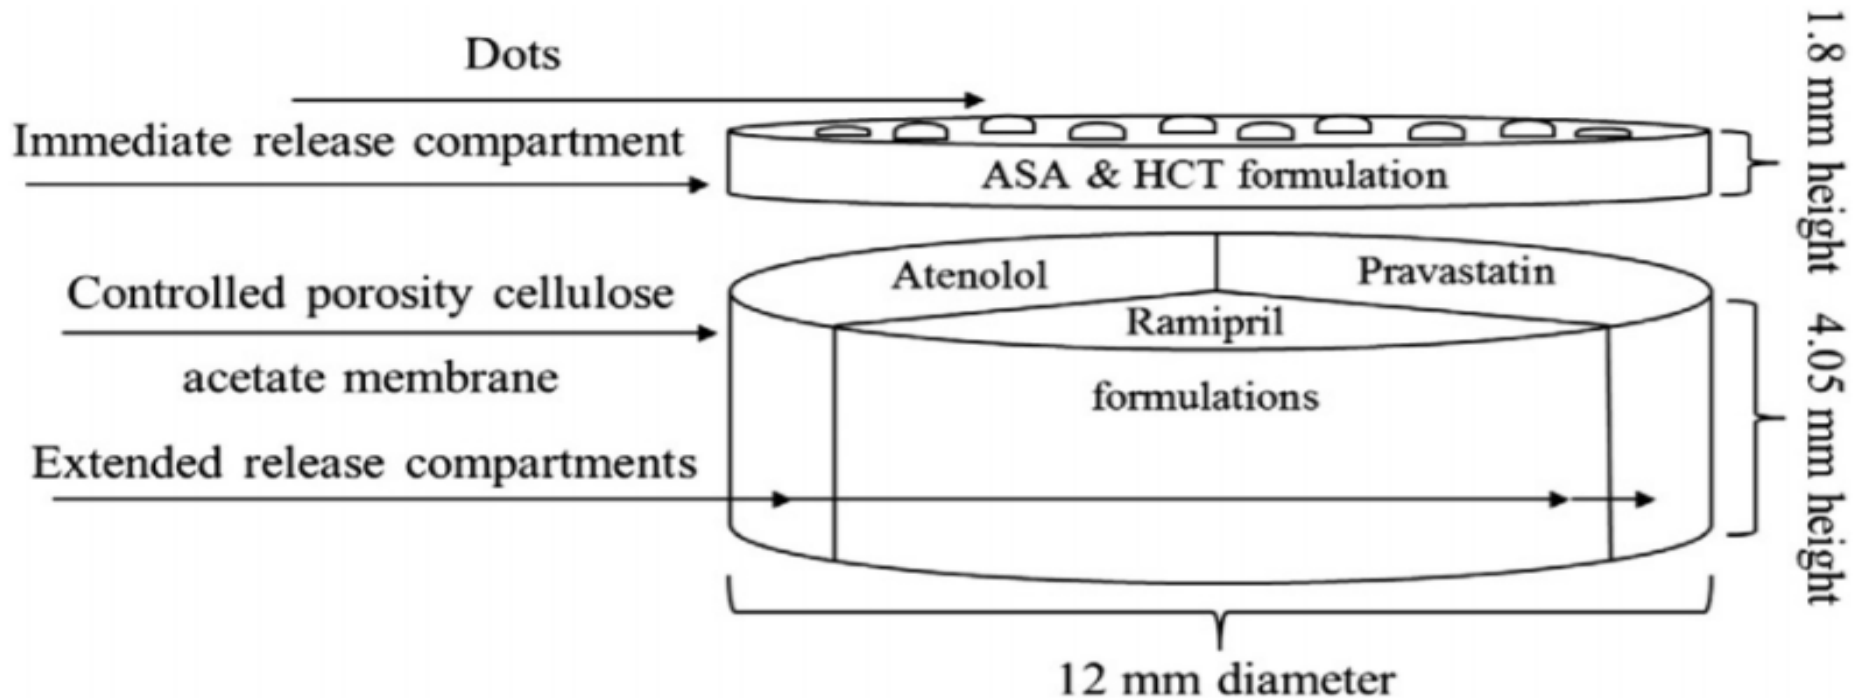 Dots
Immediate release compartment
ASA & HCT formulation
1.8 mm height
Controlled porosity cellulose
acetate membrane
Atenolol
Pravastatin
Ramipril
formulations
Extended release compartments
4.05 mm height
12 mm diameter